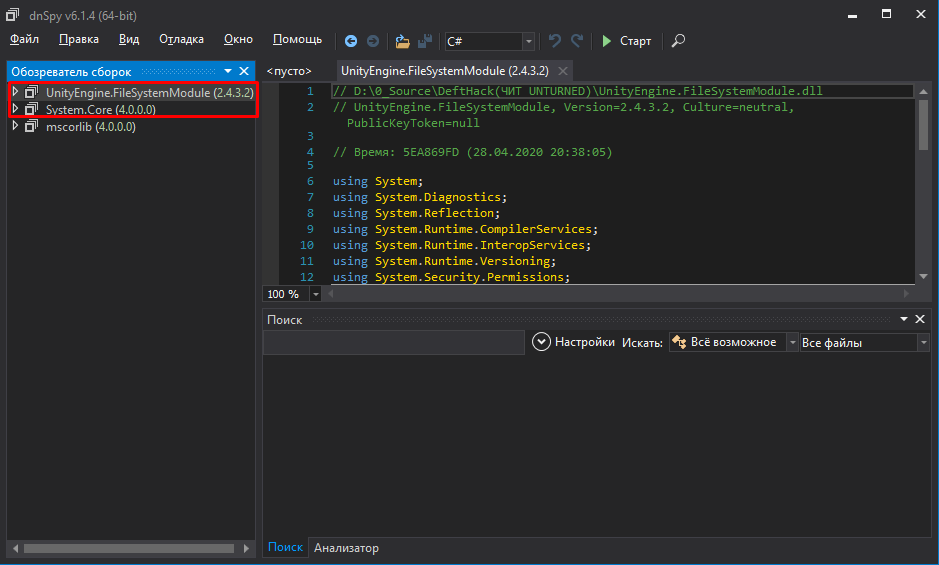 dnSpy v6.1.4 (64-bit)
Файл Правка Вид Отладка Окно Помощь C# Старт
Обозреватель сборок
UnityEngine.FileSystemModule (2.4.3.2)
System.Core (4.0.0.0)
mscorlib (4.0.0.0)
<пусто> UnityEngine.FileSystemModule (2.4.3.2)
1 // D:\0_Source\DeftHack(ЧИТ UNTURNED)\UnityEngine.FileSystemModule.dll
2 // UnityEngine.FileSystemModule, Version=2.4.3.2, Culture=neutral,
PublicKeyToken=null
3
4 // Время: 5EA869FD (28.04.2020 20:38:05)
5
6 using System;
7 using System.Diagnostics;
8 using System.Reflection;
9 using System.Runtime.CompilerServices;
10 using System.Runtime.InteropServices;
11 using System.Runtime.Versioning;
12 using System.Security.Permissions;
100 %
Поиск
Настройки Искать: Всё возможное Все файлы
Поиск Анализатор